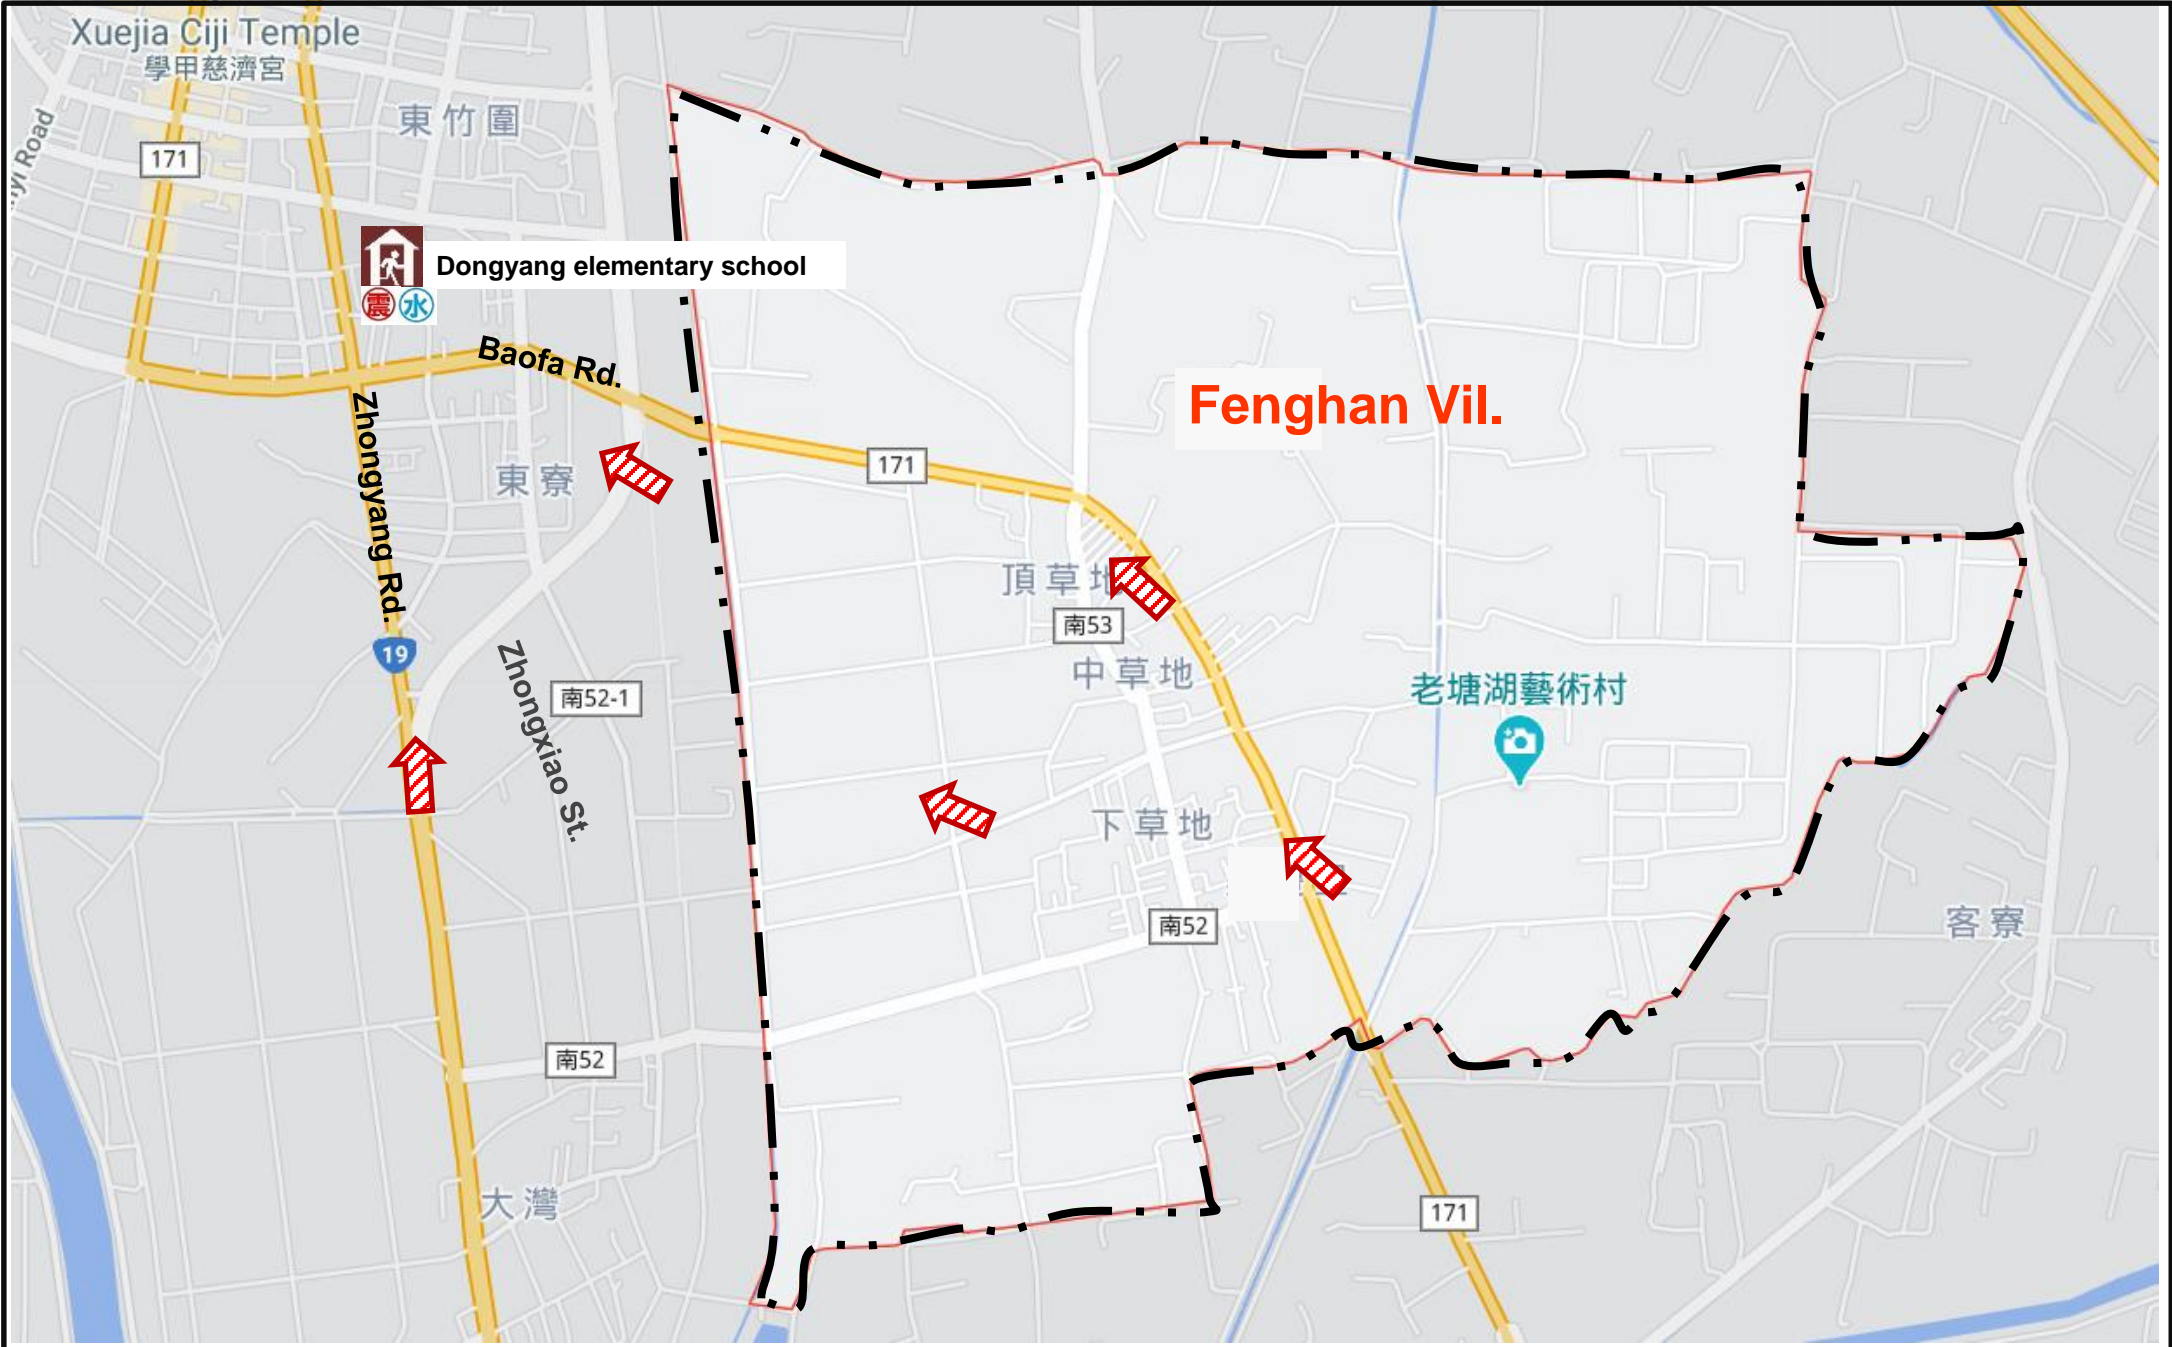 Xuejia Ciji Temple
學甲慈濟宮
東竹圍
171
Dongyang elementary school
震 水
Baofa Rd.
Fenghan Vil.
171
Zhongyang Rd.
東寮
頂草地
南53
19
Zhongxiao St.
南52-1
中草地
老塘湖藝術村
下草地
南52
客寮
南52
大灣
171